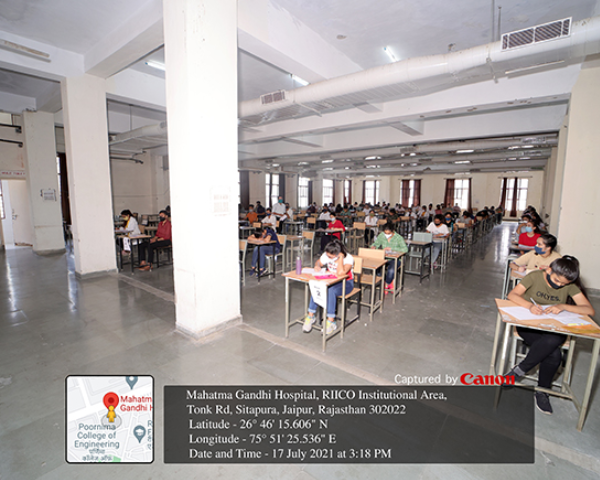 Captured by Canon
Mahatma
Gandhi H
Poornima
College of
Engineering
Mahatma Gandhi Hospital, RIICO Institutional Area,
Tonk Rd, Sitapura, Jaipur, Rajasthan 302022
Latitude - 26° 46' 15.606" N
Longitude - 75° 51' 25.536" E
Date and Time - 17 July 2021 at 3:18 PM